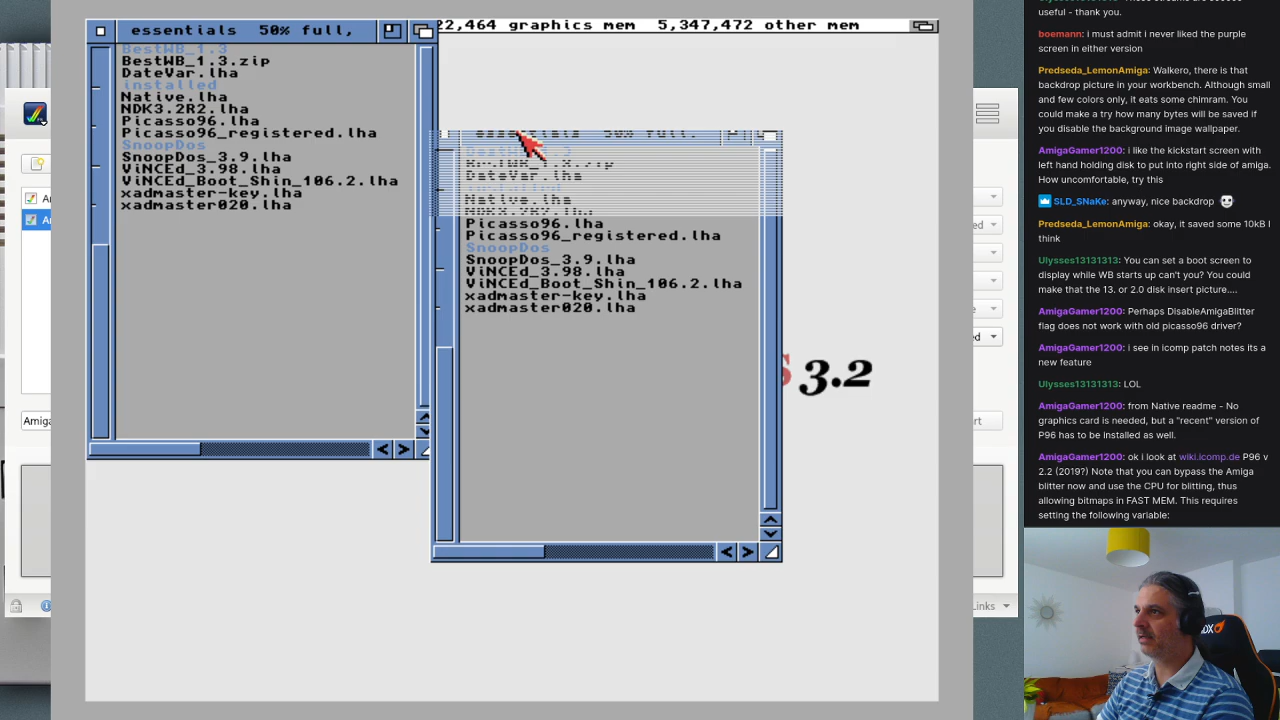 essentials 50% full,
22,464 graphics mem 5,347,472 other mem
BestWB_1.3
BestWB_1.3.zip
DateVar.lha
installed
Native.lha
NDK3.2R2.lha
Picasso96.lha
Picasso96_registered.lha
SnoopDos
SnoopDos_3.9.lha
ViNCEd_3.98.lha
ViNCEd_Boot_Shin_106.2.lha
xadmaster-key.lha
xadmaster020.lha
DateVar.lha
Native.lha
Picasso96.lha
Picasso96_registered.lha
SnoopDos
SnoopDos_3.9.lha
ViNCEd_3.98.lha
ViNCEd_Boot_Shin_106.2.lha
xadmaster-key.lha
xadmaster020.lha
3.2
Amiga
Links
useful - thank you.
boemann: i must admit i never liked the purple
screen in either version
Predseda_LemonAmiga: Walkero, there is that
backdrop picture in your workbench. Although small
and few colors only, it eats some chimram. You
could make a try how many bytes will be saved if
you disable the background image wallpaper.
AmigaGamer1200: i like the kickstart screen with
left hand holding disk to put into right side of amiga.
How uncomfortable, try this
SLD_SNaKe: anyway, nice backdrop
Predseda_LemonAmiga: okay, it saved some 10kB I
think
Ulysses13131313: You can set a boot screen to
display while WB starts up can't you? You could
make that the 13. or 2.0 disk insert picture....
AmigaGamer1200: Perhaps DIsableAmigaBlitter
flag does not work with old picasso96 driver?
AmigaGamer1200: i see in icomp patch notes its a
new feature
Ulysses13131313: LOL
AmigaGamer1200: from Native readme - No
graphics card is needed, but a "recent" version of
P96 has to be installed as well.
AmigaGamer1200: ok i look at wiki.icomp.de P96 v
2.2 (2019?) Note that you can bypass the Amiga
blitter now and use the CPU for blitting, thus
allowing bitmaps in FAST MEM. This requires
setting the following variable: